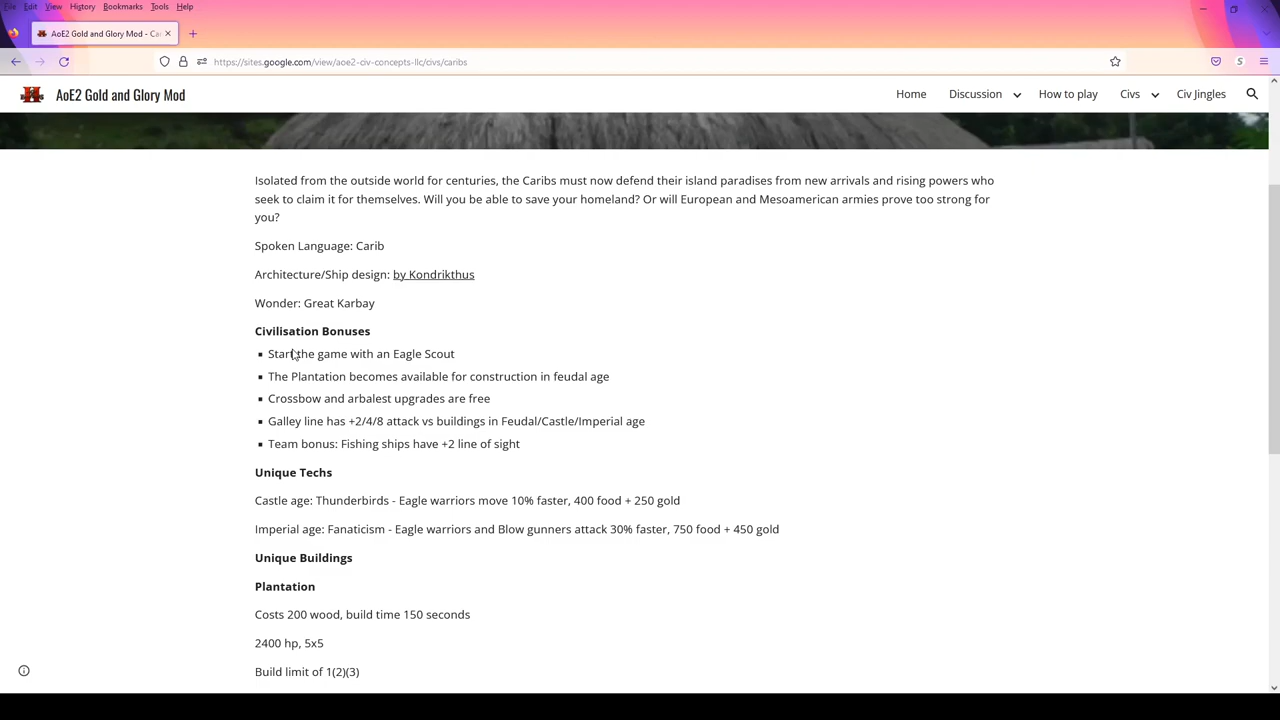 File Edit View History Bookmarks Tools Help
AoE2 Gold and Glory Mod - Ca
https://sites.google.com/view/aoe2-civ-concepts-llc/civs/caribs
AoE2 Gold and Glory Mod
Home Discussion How to play Civs Civ Jingles
Isolated from the outside world for centuries, the Caribs must now defend their island paradises from new arrivals and rising powers who
seek to claim it for themselves. Will you be able to save your homeland? Or will European and Mesoamerican armies prove too strong for
you?
Spoken Language: Carib
Architecture/Ship design: by Kondrikthus
Wonder: Great Karbay
Civilisation Bonuses
Start the game with an Eagle Scout
The Plantation becomes available for construction in feudal age
Crossbow and arbalest upgrades are free
Galley line has +2/4/8 attack vs buildings in Feudal/Castle/Imperial age
Team bonus: Fishing ships have +2 line of sight
Unique Techs
Castle age: Thunderbirds - Eagle warriors move 10% faster, 400 food + 250 gold
Imperial age: Fanaticism - Eagle warriors and Blow gunners attack 30% faster, 750 food + 450 gold
Unique Buildings
Plantation
Costs 200 wood, build time 150 seconds
2400 hp, 5x5
Build limit of 1(2)(3)